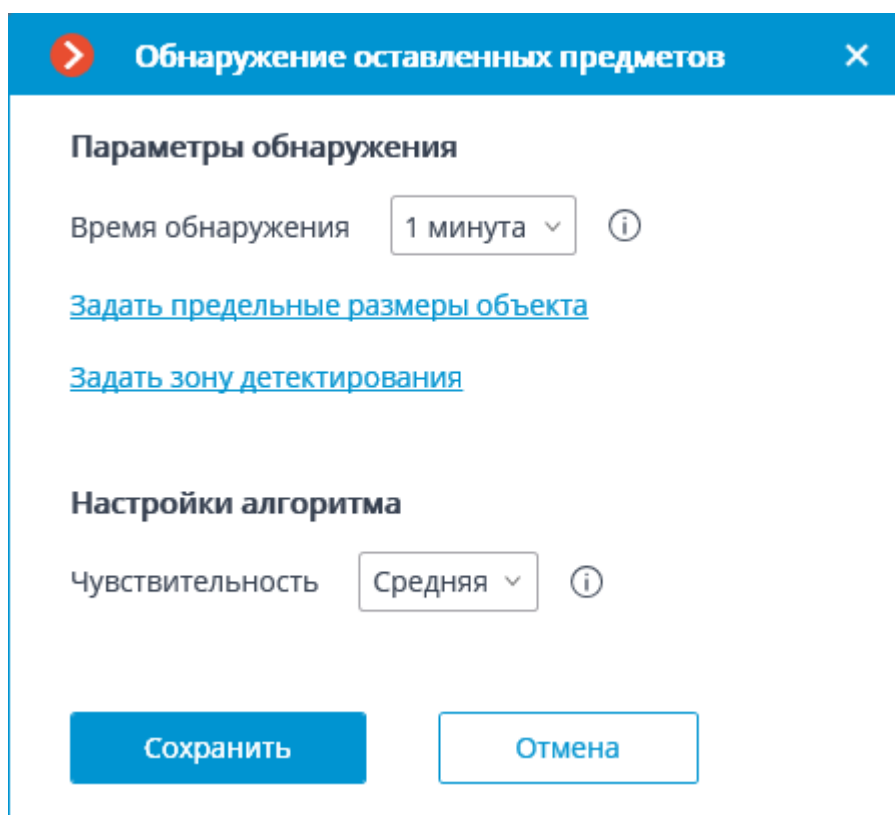 Обнаружение оставленных предметов
Параметры обнаружения
Время обнаружения 1 минута
Задать предельные размеры объекта
Задать зону детектирования
Настройки алгоритма
Чувствительность Средняя
Сохранить Отмена